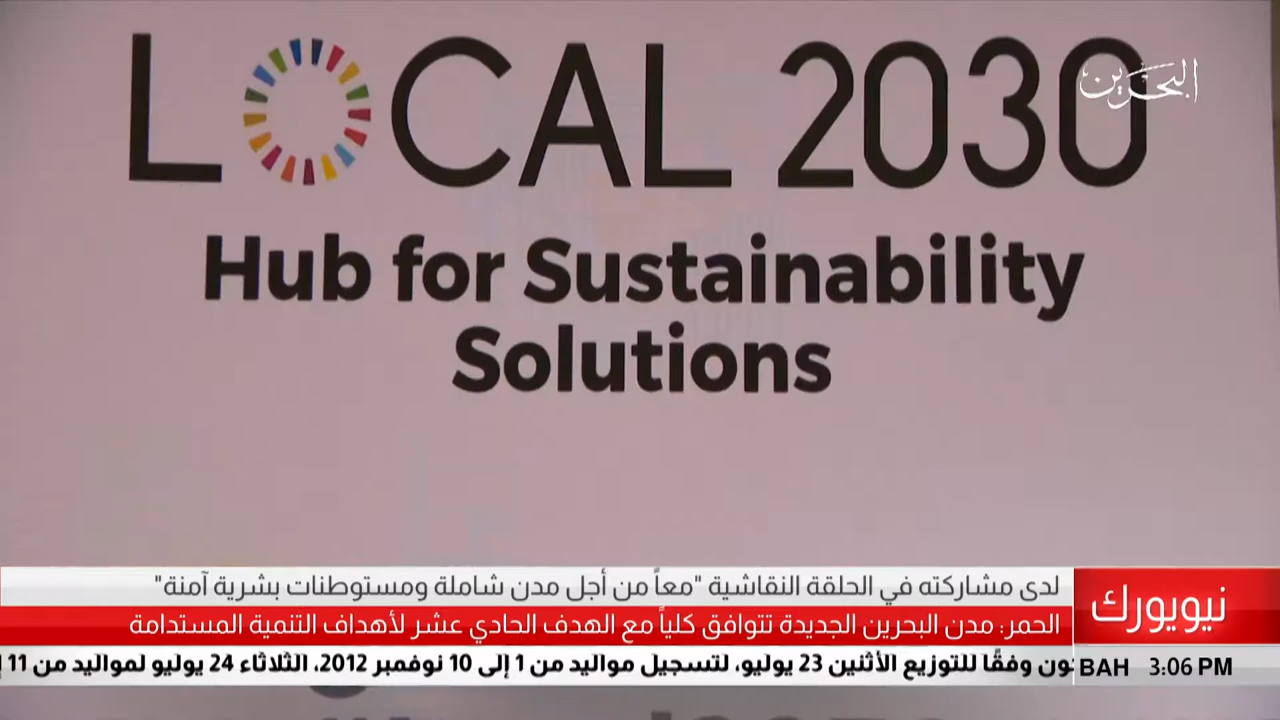 LOCAL 2030
البحرين
Hub for Sustainability
Solutions
لدى مشاركته في الحلقة النقاشية "معاً من أجل مدن شاملة ومستوطنات بشرية آمنة"
نيويورك
الحمر: مدن البحرين الجديدة تتوافق كلياً مع الهدف الحادي عشر لأهداف التنمية المستدامة
ون وفقًا للتوزيع الأثنين 23 يوليو، لتسجيل مواليد من 1 إلى 10 نوفمبر 2012، الثلاثاء 24 يوليو لمواليد من 11
BAH 3:06 PM